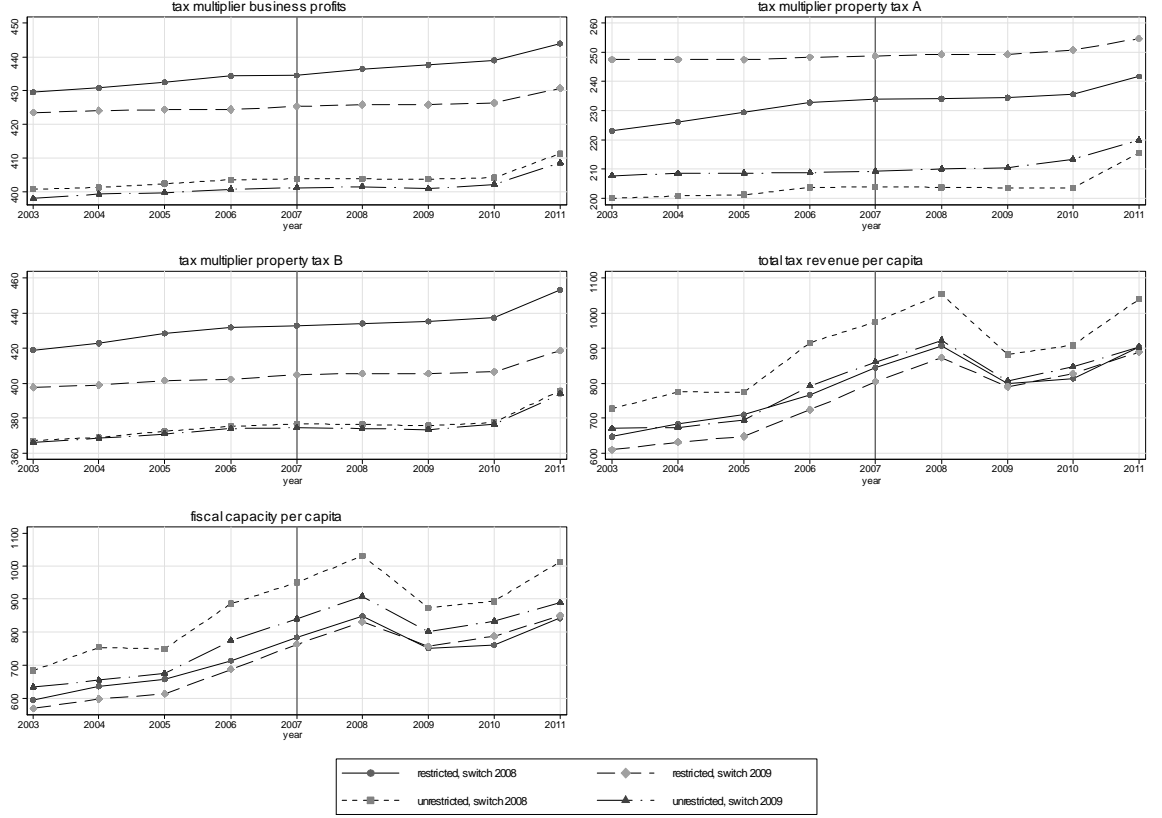 tax multiplier business profits
450
440
430
420
410
400
2003 2004 2005 2006 2007 2008 2009 2010 2011
year
tax multiplier property tax A
260
250
240
230
220
210
200
2003 2004 2005 2006 2007 2008 2009 2010 2011
year
tax multiplier property tax B
460
440
420
400
380
360
2003 2004 2005 2006 2007 2008 2009 2010 2011
year
total tax revenue per capita
1100
1000
900
800
700
600
2003 2004 2005 2006 2007 2008 2009 2010 2011
year
fiscal capacity per capita
1100
1000
900
800
700
600
2003 2004 2005 2006 2007 2008 2009 2010 2011
year
restricted, switch 2008 restricted, switch 2009
unrestricted, switch 2008 unrestricted, switch 2009